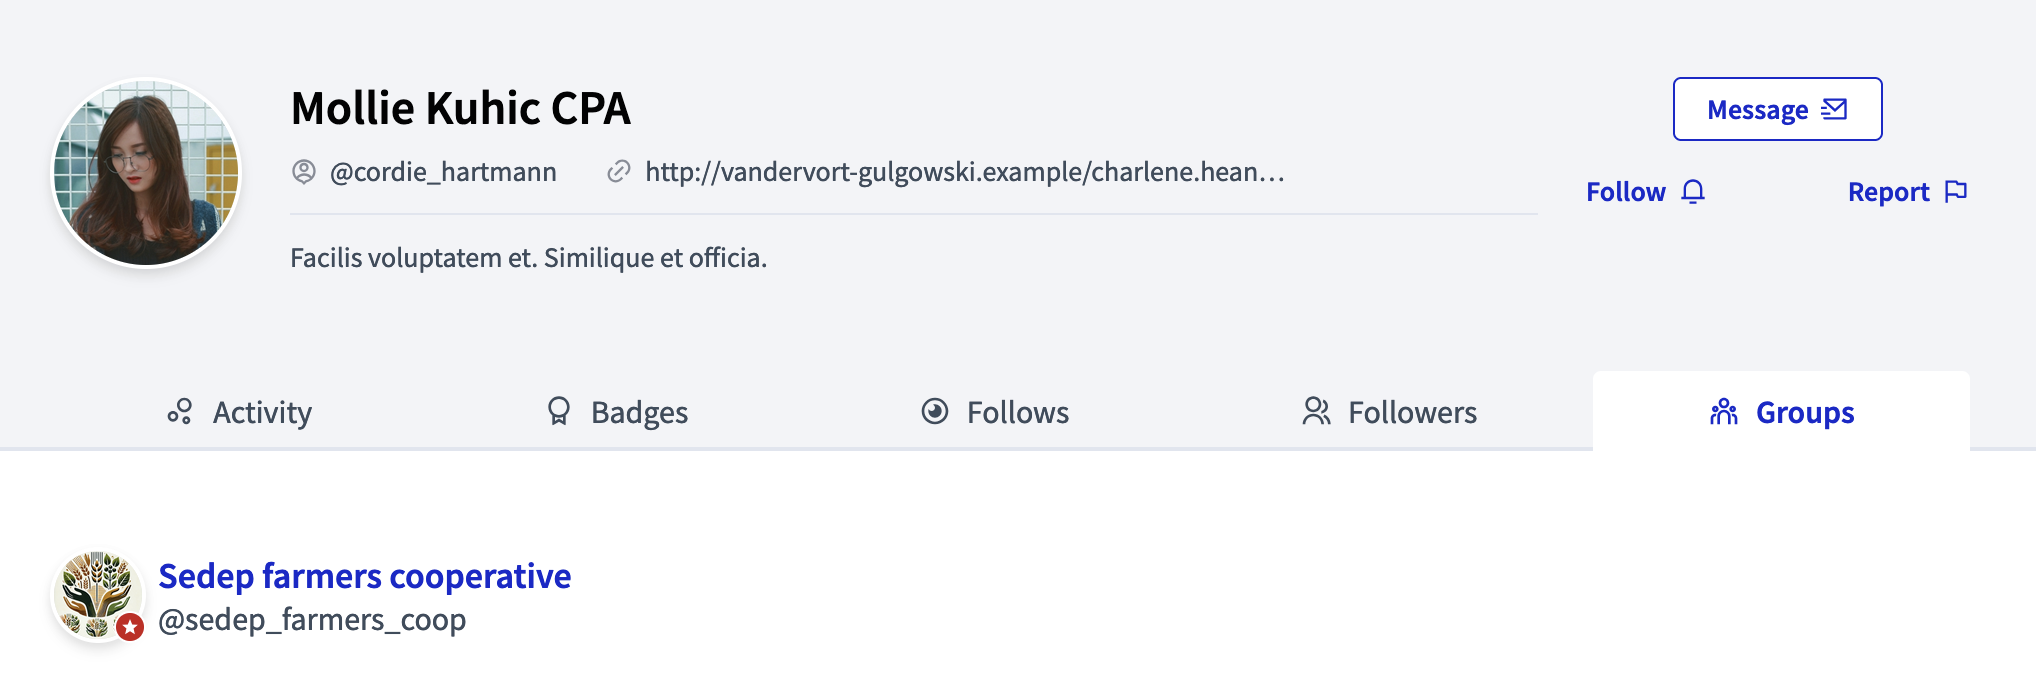 Mollie Kuhic CPA
@cordie_hartmann http://vandervort-gulgowski.example/charlene.hean…
Facilis voluptatem et. Similique et officia.
Message
Follow Report
Activity Badges Follows Followers Groups
Sedep farmers cooperative
@sedep_farmers_coop